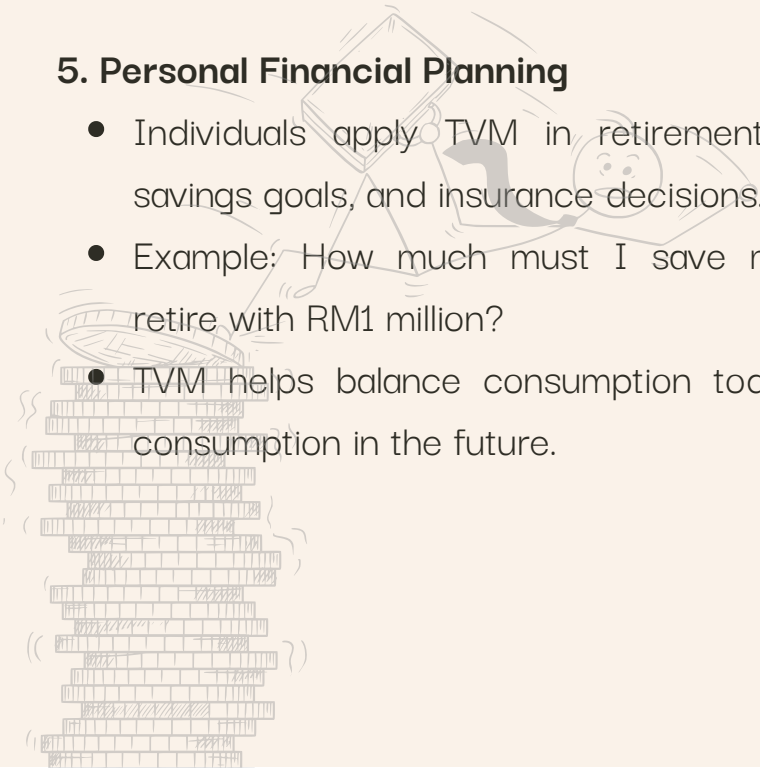 5. Personal Financial Planning
● Individuals apply TVM in retirement
savings goals, and insurance decisions.
● Example: How much must I save
retire with RM1 million?
● TVM helps balance consumption
consumption in the future.